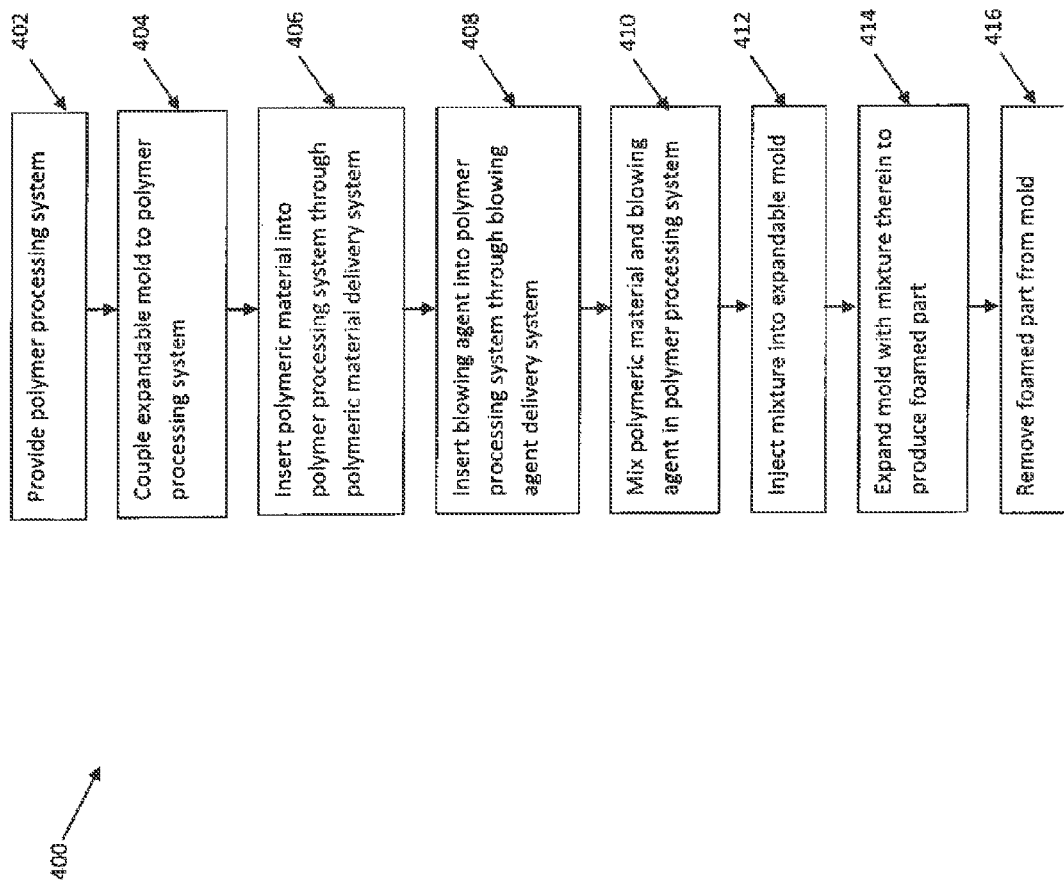 400
402
Provide polymer processing system
404
Couple expandable mold to polymer
processing system
406
Insert polymeric material into
polymer processing system through
polymeric material delivery system
408
Insert blowing agent into polymer
processing system through blowing
agent delivery system
410
Mix polymeric material and blowing
agent in polymer processing system
412
Inject mixture into expandable mold
414
Expand mold with mixture therein to
produce foamed part
416
Remove foamed part from mold